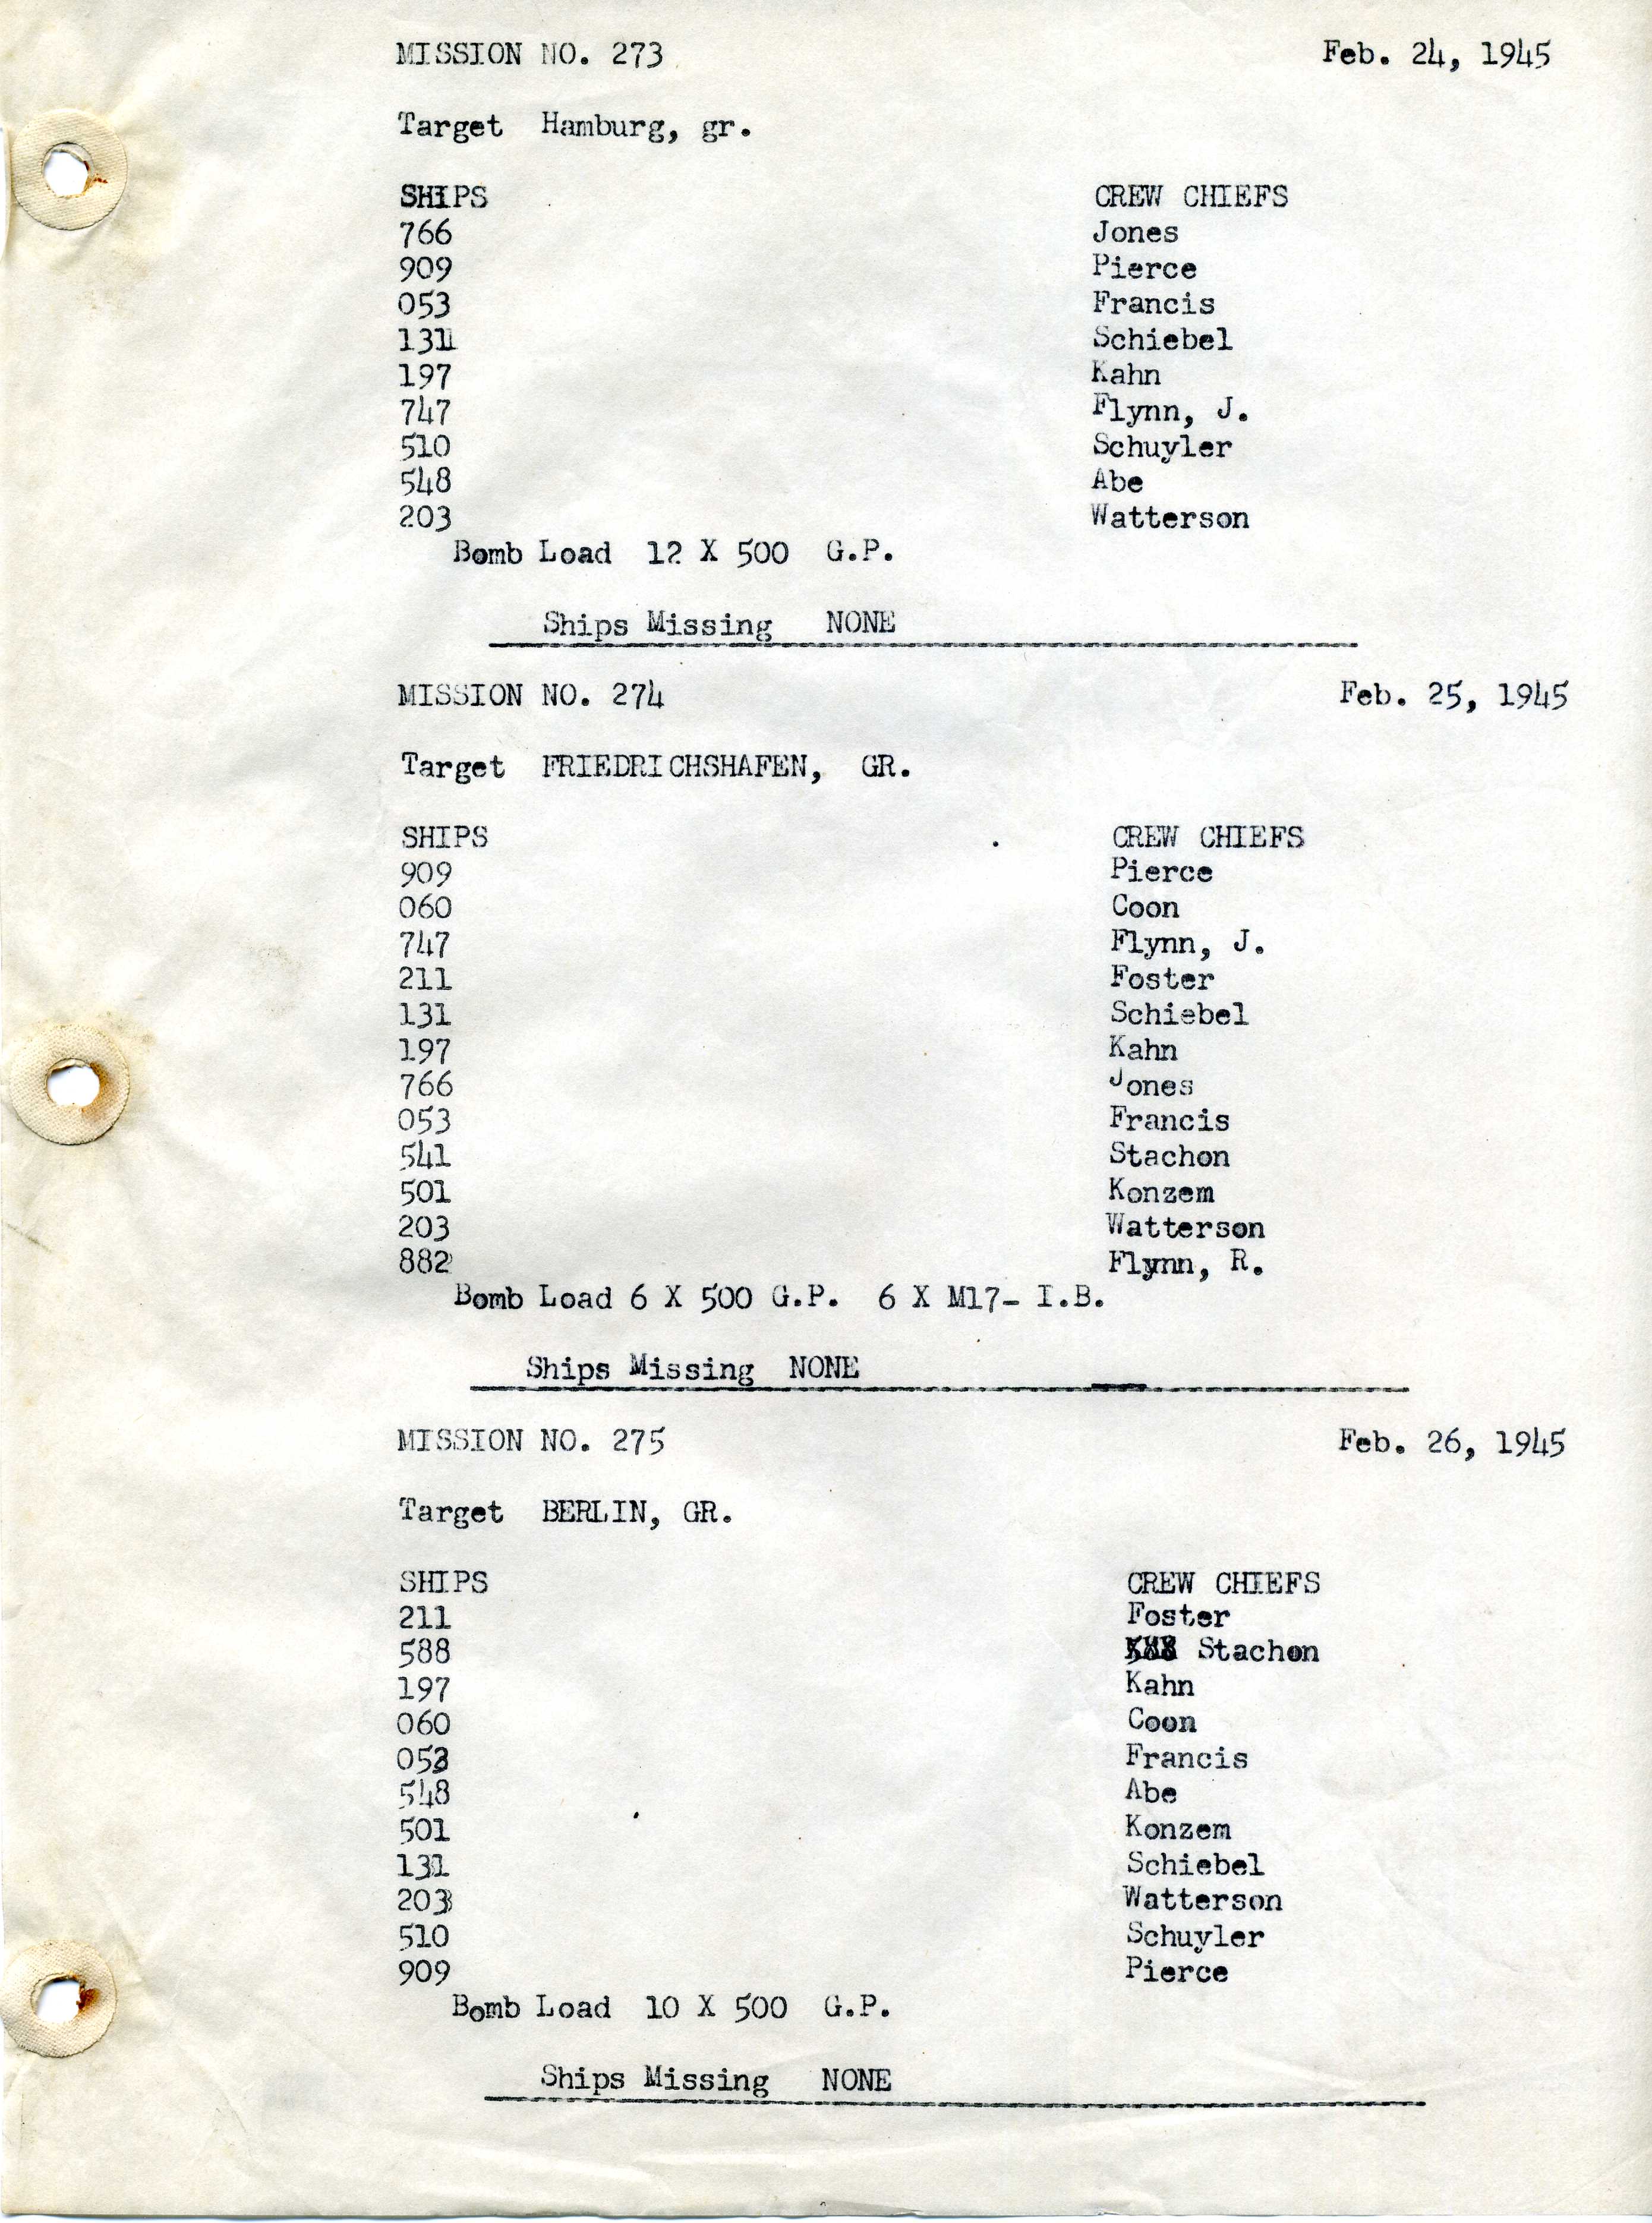 MISSION NO. 273 Feb. 24, 1945
Target Hamburg, gr.
SHIPS CREW CHIEFS
766 Jones
909 Pierce
053 Francis
131 Schiebel
197 Kahn
747 Flynn, J.
510 Schuyler
548 Abe
203 Watterson
Bomb Load 12 X 500 G.P.
Ships Missing NONE
MISSION NO. 274 Feb. 25, 1945
Target FRIEDRICHSHAFEN, GR.
SHIPS CREW CHIEFS
909 Pierce
060 Coon
747 Flynn, J.
211 Foster
131 Schiebel
197 Kahn
766 Jones
053 Francis
541 Stachon
501 Konzem
203 Watterson
882 Flynn, R.
Bomb Load 6 X 500 G.P. 6 X M17- I.B.
Ships Missing NONE
MISSION NO. 275 Feb. 26, 1945
Target BERLIN, GR.
SHIPS CREW CHIEFS
211 Foster
588 Stachon
197 Kahn
060 Coon
053 Francis
548 Abe
501 Konzem
131 Schiebel
203 Watterson
510 Schuyler
909 Pierce
Bomb Load 10 X 500 G.P.
Ships Missing NONE